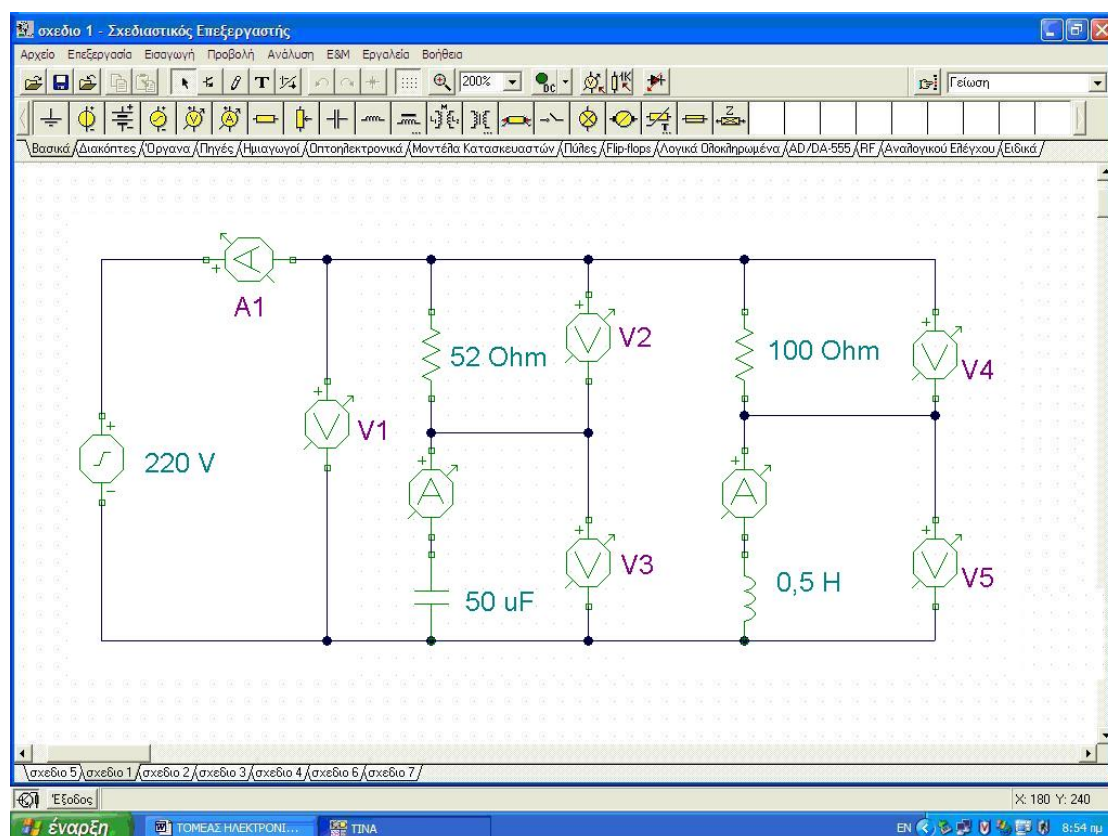 σχεδιο 1 - Σχεδιαστικός Επεξεργαστής
Αρχείο Επεξεργασία Εισαγωγή Προβολή Ανάλυση E&M Εργαλεία Βοήθεια
T 200% DC 1K Γείωση
M Z
Βασικά Διακόπτες Όργανα Πηγές Ημιαγωγοί Οπτοηλεκτρονικά Μοντέλα Κατασκευαστών Πύλες Flip-flops Λογικά Ολοκληρωμένα AD/DA-555 RF Αναλογικού Ελέγχου Ειδικά
A
A1
V
V2
52 Ohm
100 Ohm
V
V4
V
V1
220 V
A
A
V
V3
V
V5
50 uF
0,5 H
σχεδιο 5 σχεδιο 1 σχεδιο 2 σχεδιο 3 σχεδιο 4 σχεδιο 6 σχεδιο 7
Έξοδος X: 180 Y: 240
έναρξη ΤΟΜΕΑΣ ΗΛΕΚΤΡΟΝΙ... TINA EN 8:54 πμ